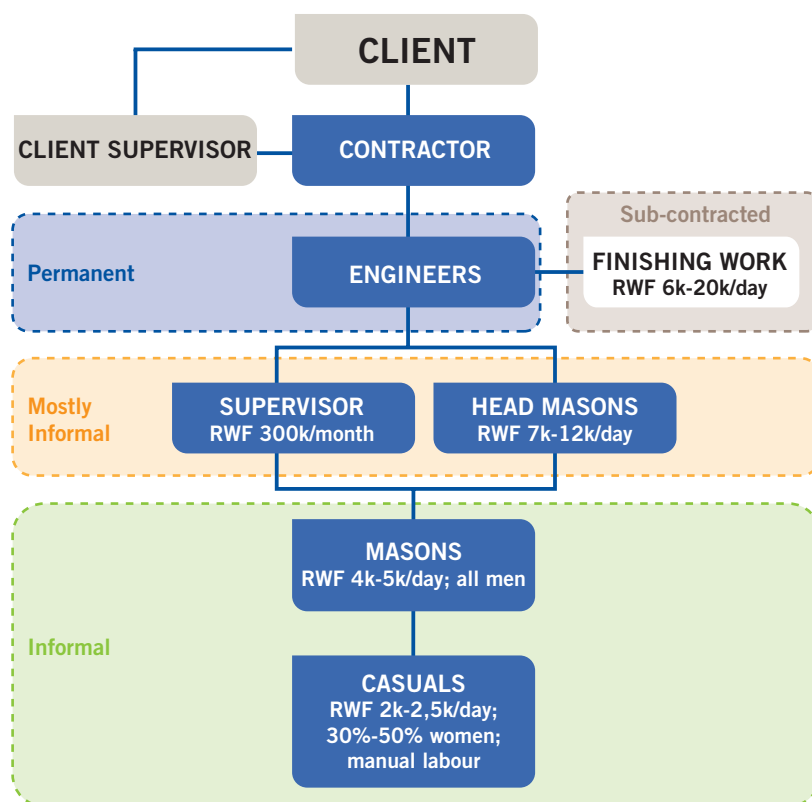 CLIENT
CLIENT SUPERVISOR
CONTRACTOR
Sub-contracted
Permanent
ENGINEERS
FINISHING WORK
RWF 6k-20k/day
Mostly
Informal
SUPERVISOR
RWF 300k/month
HEAD MASONS
RWF 7k-12k/day
MASONS
RWF 4k-5k/day; all men
Informal
CASUALS
RWF 2k-2,5k/day;
30%-50% women;
manual labour